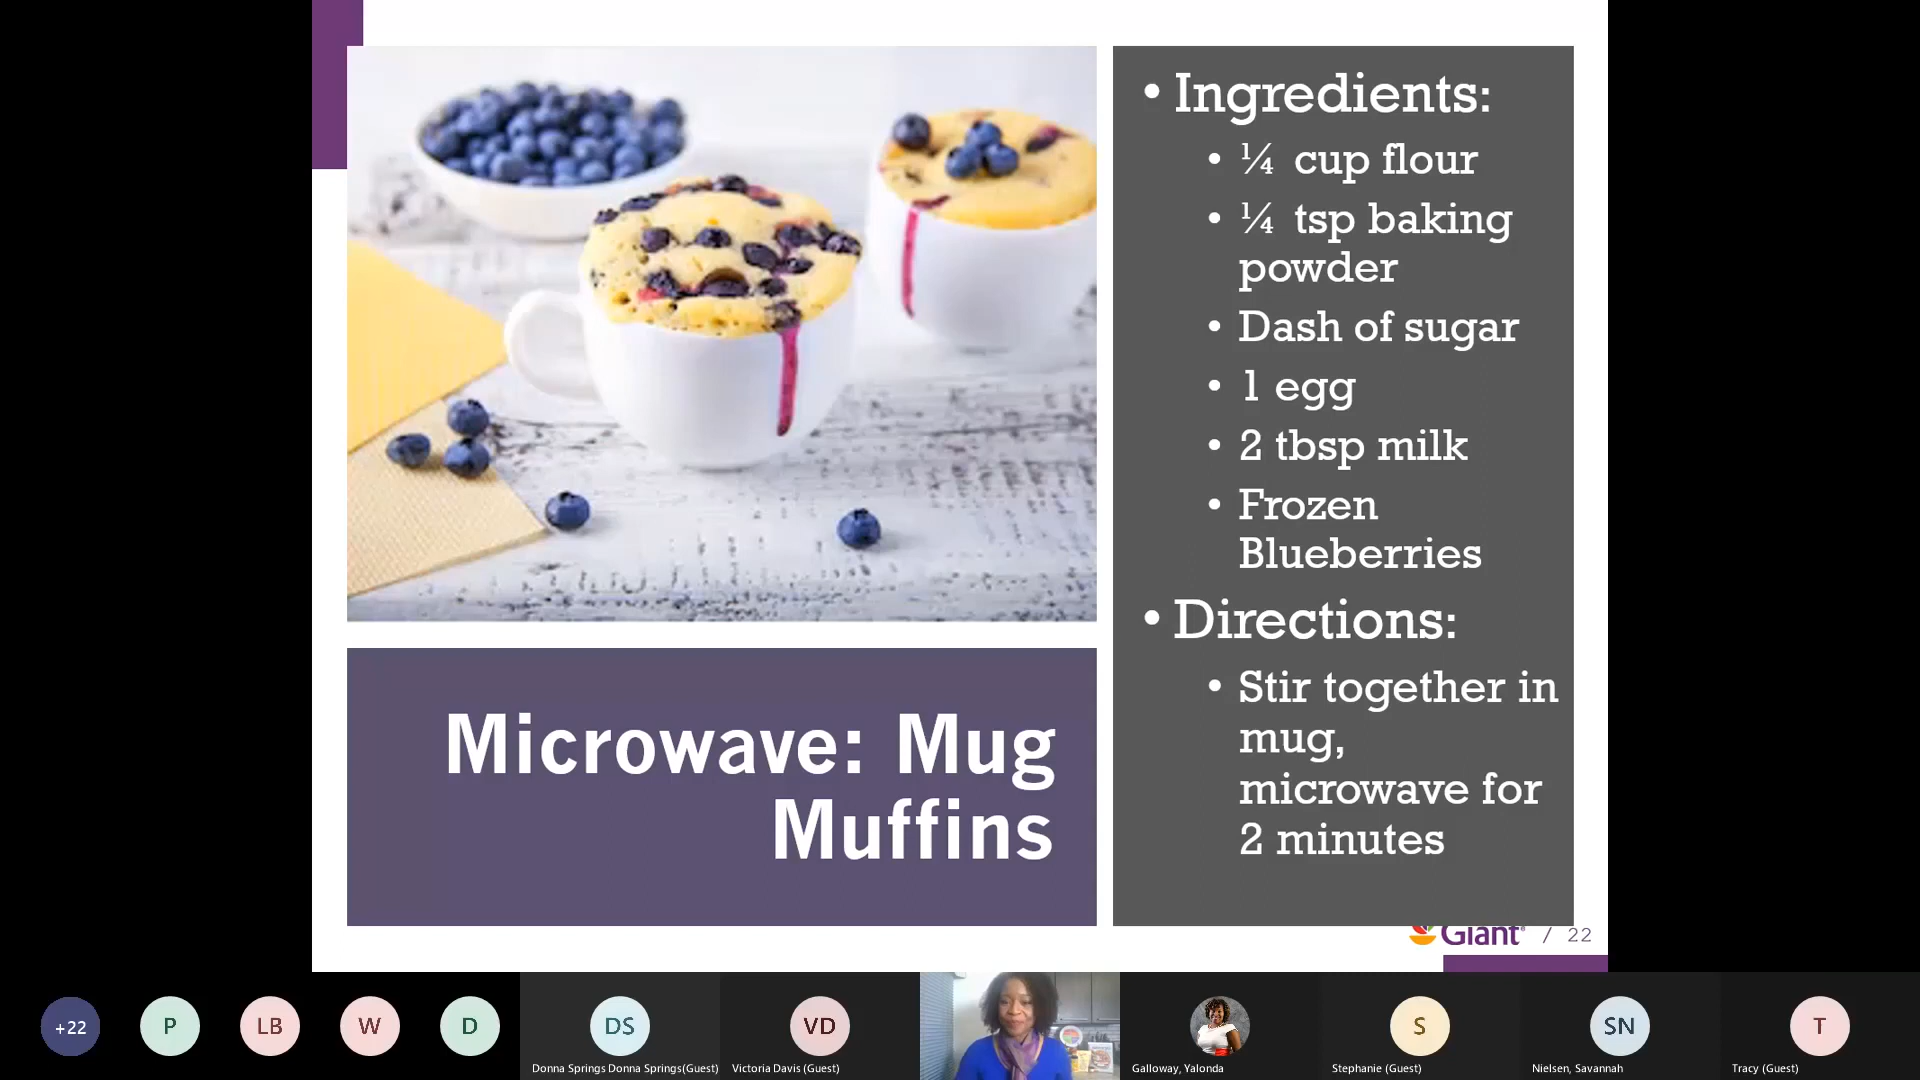 • Ingredients:
• ¼ cup flour
• ¼ tsp baking
powder
• Dash of sugar
• 1 egg
• 2 tbsp milk
• Frozen
Blueberries
• Directions:
• Stir together in
mug,
microwave for
2 minutes
Microwave: Mug
Muffins
Giant / 22
+22
P
LB
W
D
DS
Donna Springs Donna Springs(Guest)
VD
Victoria Davis (Guest)
Galloway, Yalonda
S
Stephanie (Guest)
SN
Nielsen, Savannah
T
Tracy (Guest)